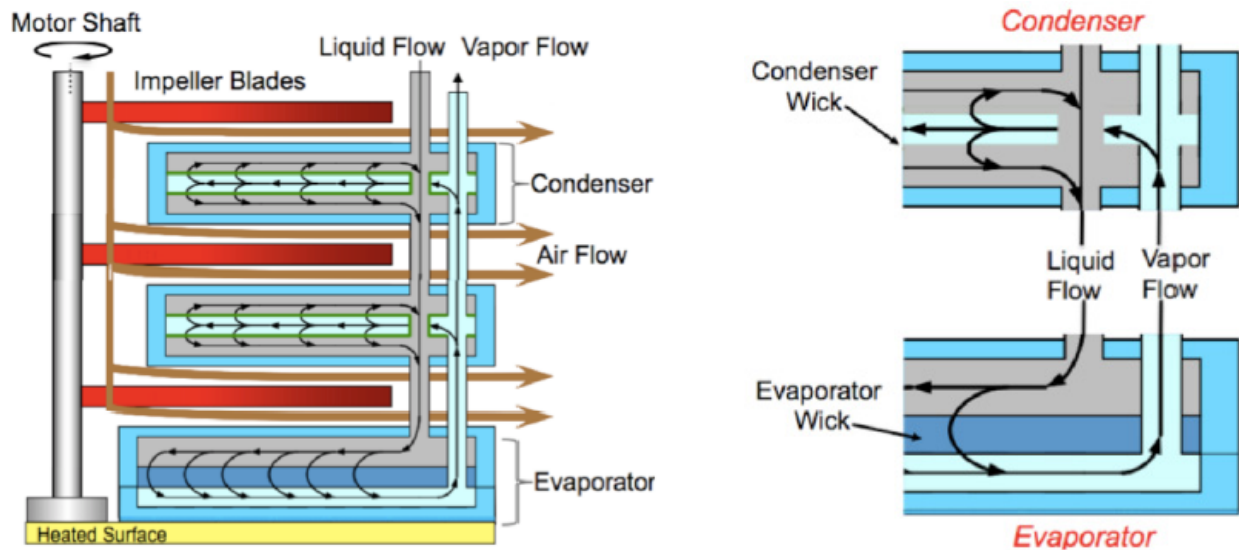 Motor Shaft
Impeller Blades
Liquid Flow
Vapor Flow
Condenser
Air Flow
Evaporator
Heated Surface
Condenser
Condenser
Wick
Liquid
Flow
Vapor
Flow
Evaporator
Wick
Evaporator